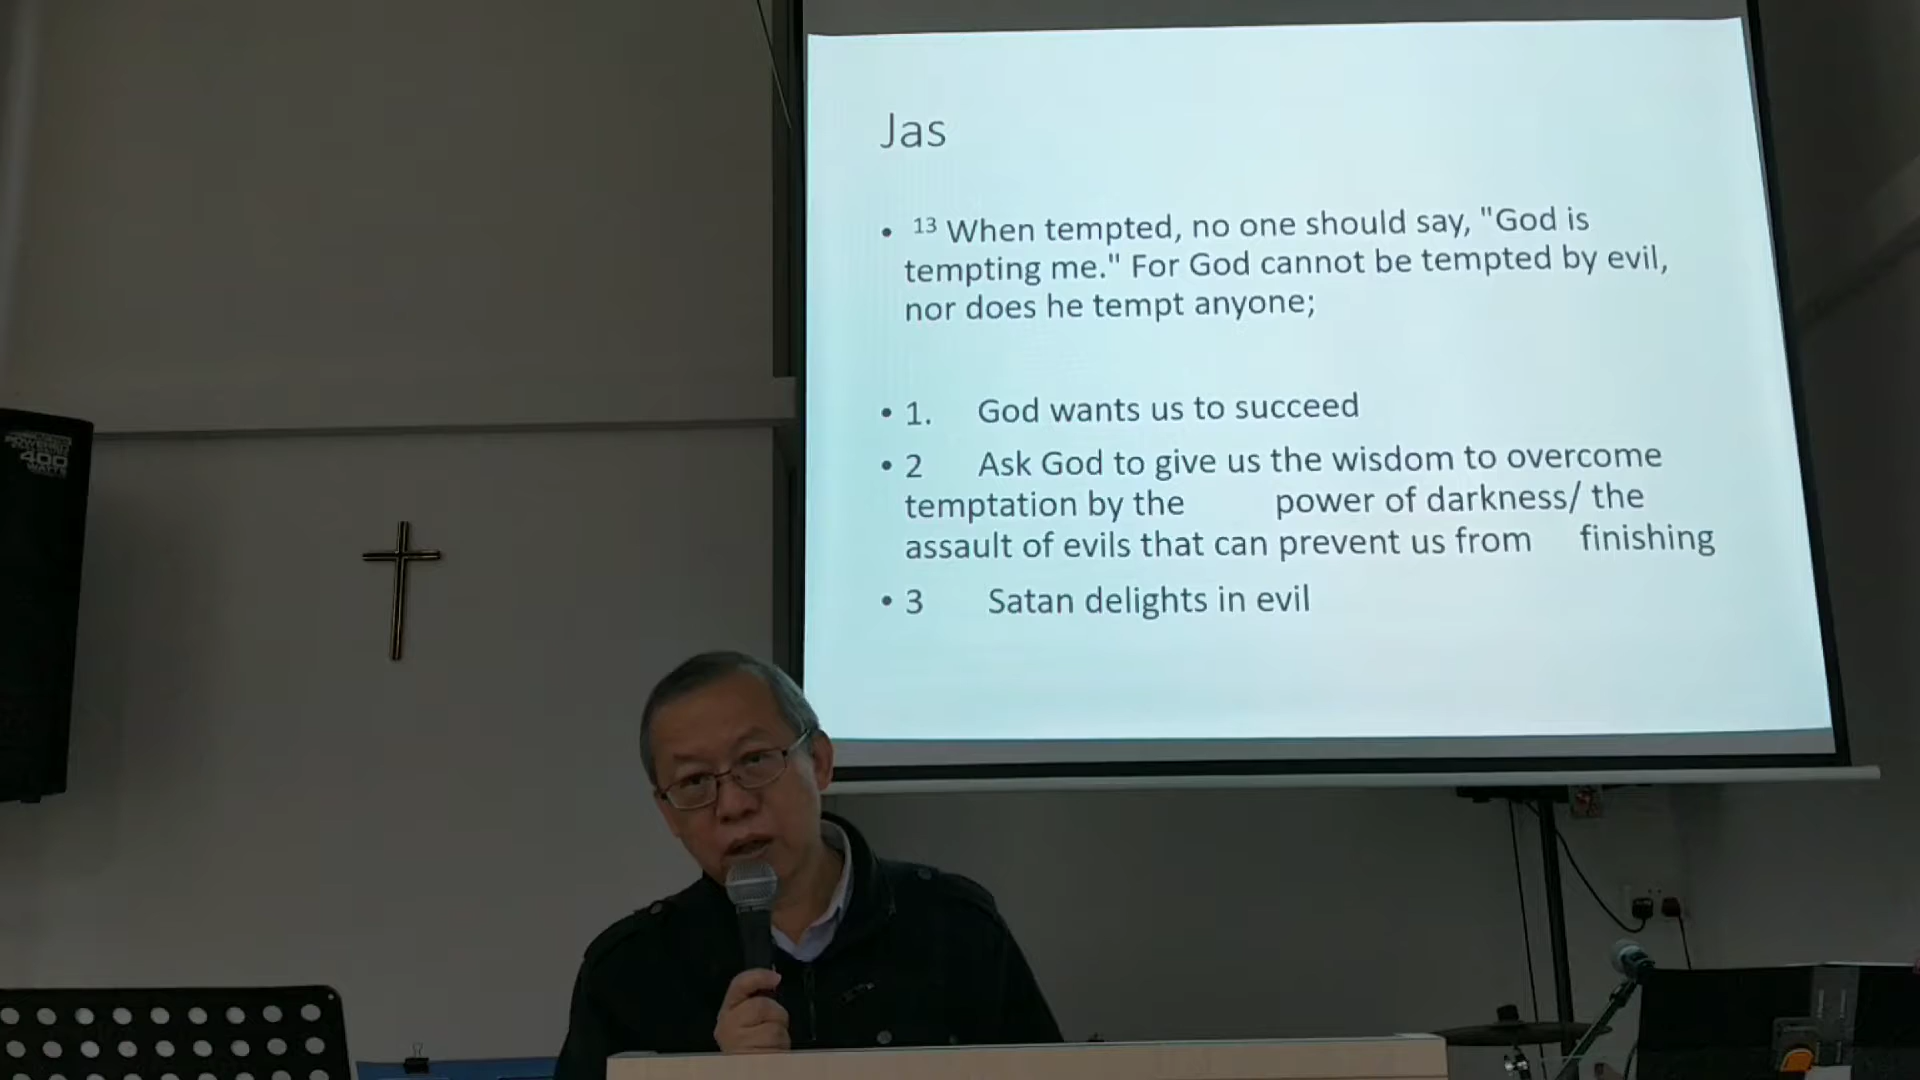 POWERED
400
WATTS
Jas
• 13 When tempted, no one should say, "God is
tempting me." For God cannot be tempted by evil,
nor does he tempt anyone;
• 1. God wants us to succeed
• 2 Ask God to give us the wisdom to overcome
temptation by the power of darkness/ the
assault of evils that can prevent us from finishing
• 3 Satan delights in evil